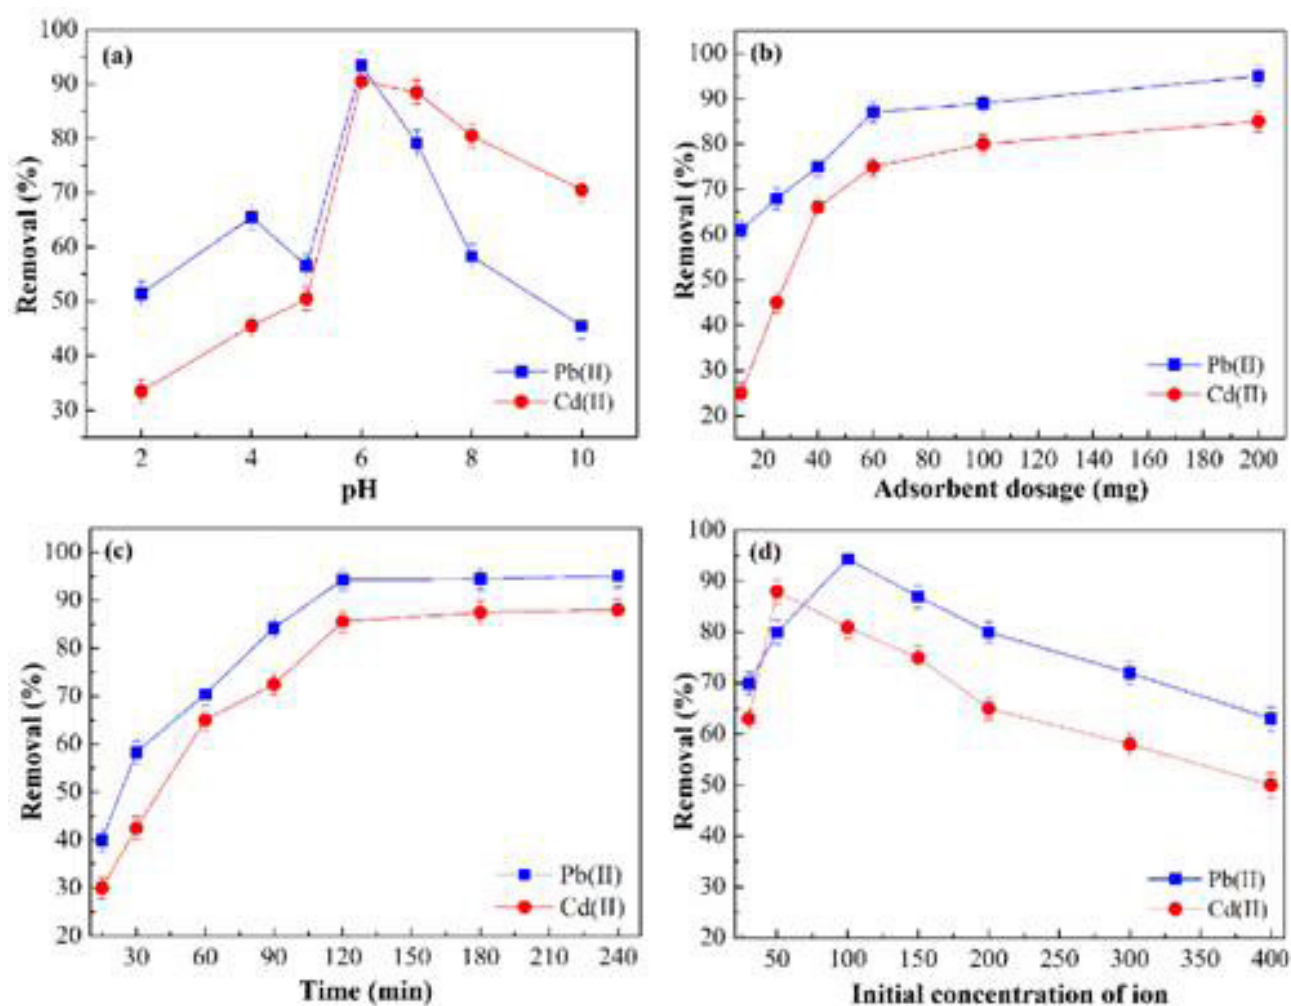 (a)
100
90
80
70
60
50
40
30
Removal (%)
Pb(II)
Cd(II)
2 4 6 8 10
pH
(b)
100
90
80
70
60
50
40
30
20
Removal (%)
Pb(II)
Cd(II)
20 40 60 80 100 120 140 160 180 200
Adsorbent dosage (mg)
(c)
100
90
80
70
60
50
40
30
20
Removal (%)
Pb(II)
Cd(II)
30 60 90 120 150 180 210 240
Time (min)
(d)
100
90
80
70
60
50
40
30
20
Removal (%)
Pb(II)
Cd(II)
50 100 150 200 250 300 350 400
Initial concentration of ion